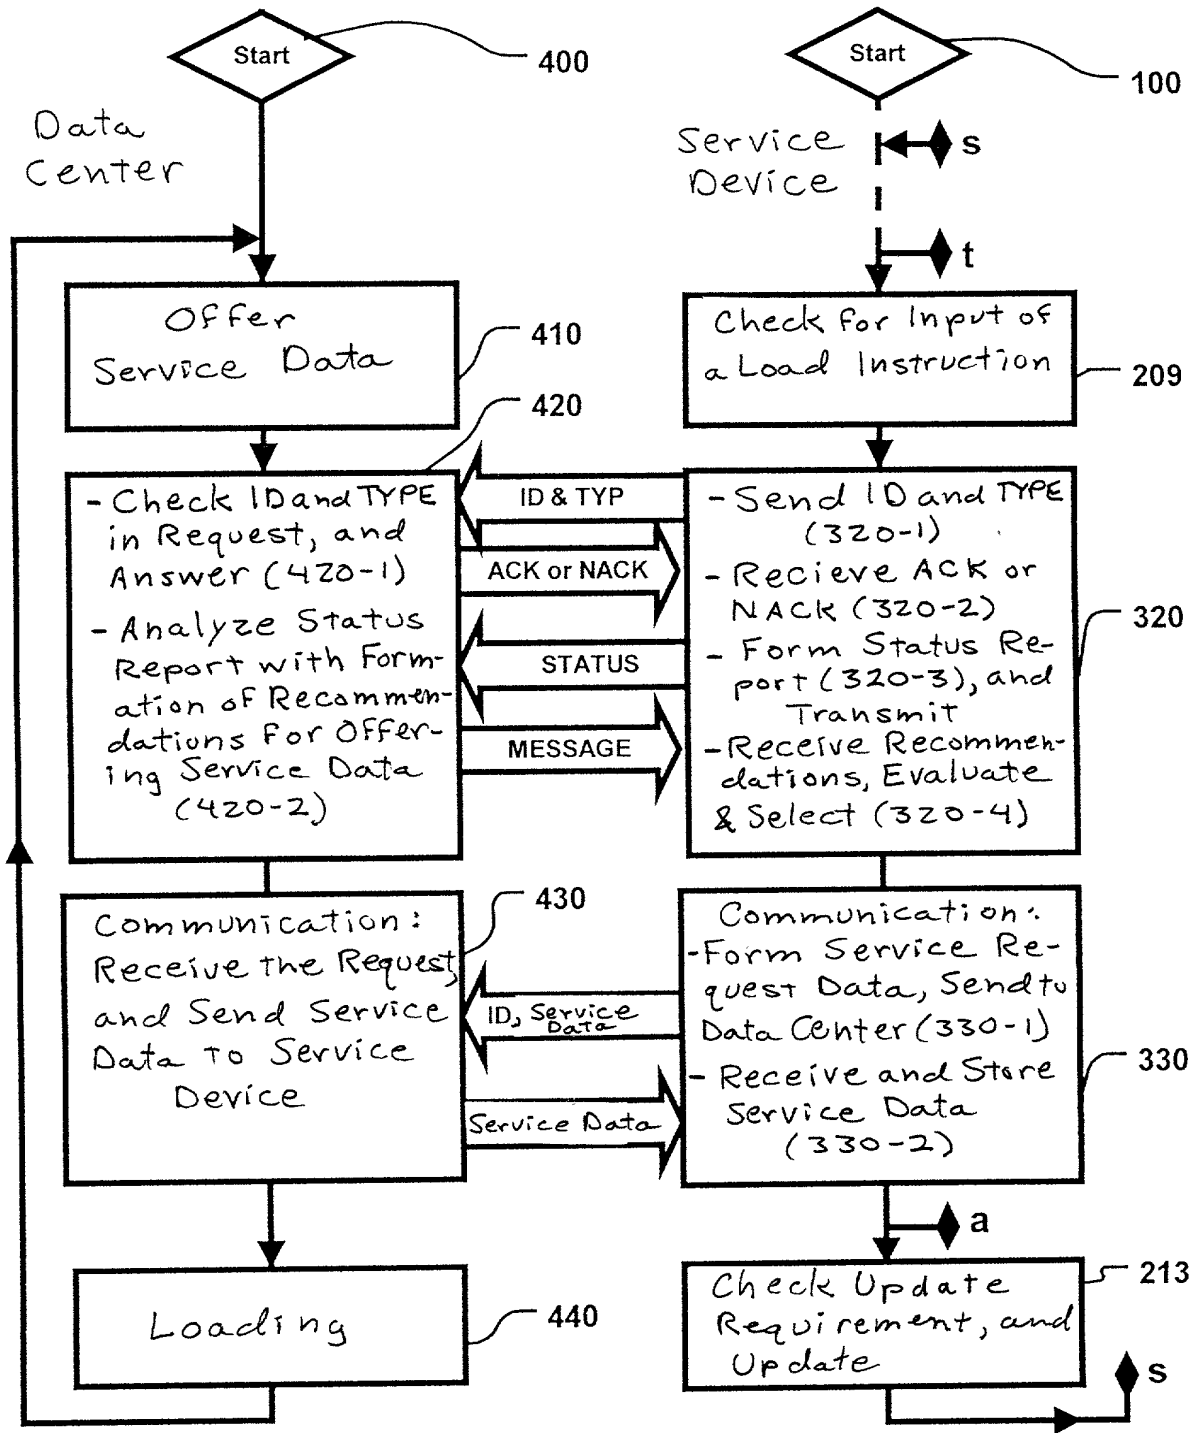 Start
400
Data
Center
Offer
Service Data
410
420
- Check ID and TYPE
in Request, and
Answer (420-1)
- Analyze Status
Report with Form-
ation of Recommen-
dations for Offer-
ing Service Data
(420-2)
Communication:
Receive the Request,
and Send Service
Data to Service
Device
430
Loading
440
ID & TYP
ACK or NACK
STATUS
MESSAGE
ID, Service
Data
Service Data
Start
100
Service
Device
s
t
Check for Input of
a Load Instruction
209
- Send ID and TYPE
(320-1)
- Recieve ACK or
NACK (320-2)
- Form Status Re-
port (320-3), and
Transmit
- Receive Recommen-
dations, Evaluate
& Select (320-4)
320
Communication:
- Form Service Re-
quest Data, Send to
Data Center (330-1)
- Receive and Store
Service Data
(330-2)
330
a
Check Update
Requirement, and
Update
213
s